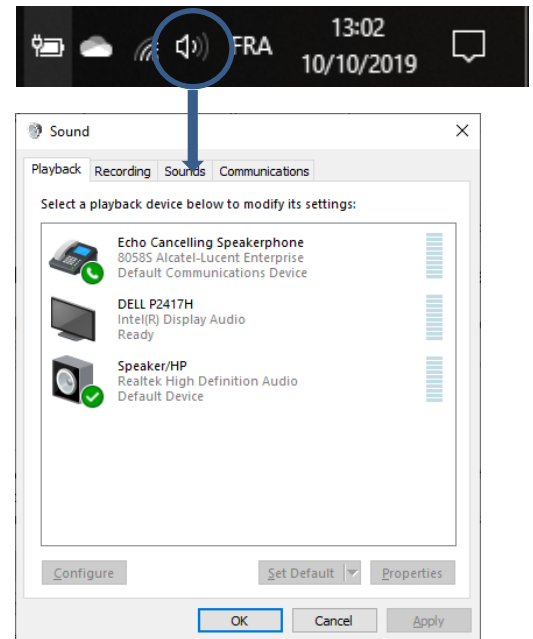 FRA
13:02
10/10/2019
Sound
Playback Recording Sounds Communications
Select a playback device below to modify its settings:
Echo Cancelling Speakerphone
8058S Alcatel-Lucent Enterprise
Default Communications Device
DELL P2417H
Intel(R) Display Audio
Ready
Speaker/HP
Realtek High Definition Audio
Default Device
Configure Set Default Properties
OK Cancel Apply